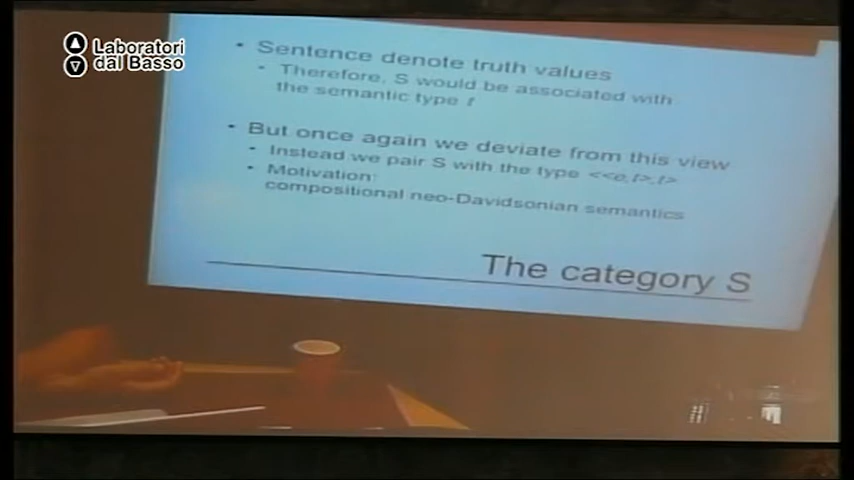 Laboratori
dal Basso
• Sentence denote truth values
• Therefore, S would be associated with
the semantic type t
• But once again we deviate from this view
• Instead we pair S with the type <<e,t>,t>
• Motivation:
compositional neo-Davidsonian semantics
The category S